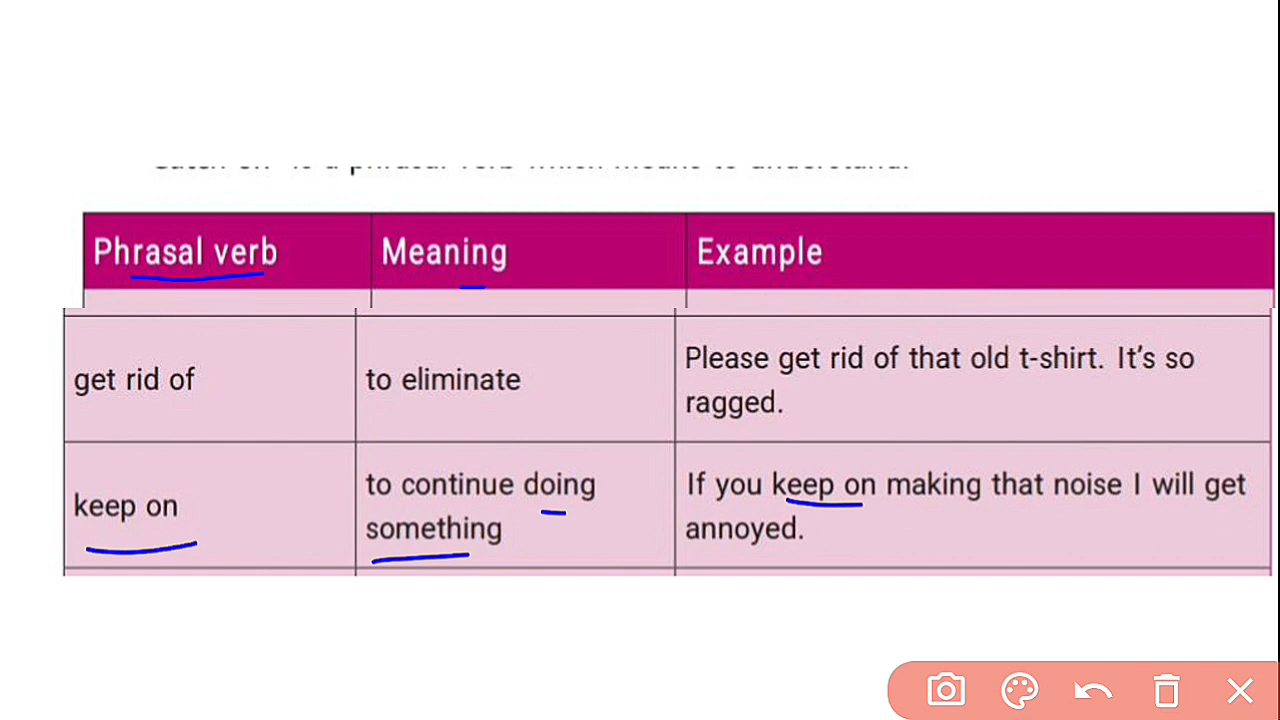 Phrasal verb Meaning Example
get rid of to eliminate Please get rid of that old t-shirt. It's so
ragged.
keep on to continue doing If you keep on making that noise I will get
something annoyed.